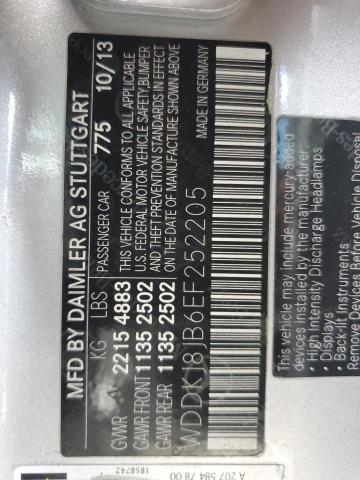 MFD BY DAIMLER AG STUTTGART
KG LBS PASSENGER CAR 775 10/13
GVWR 2215 4883 THIS VEHICLE CONFORMS TO ALL APPLICABLE
GAWR FRONT 1135 2502 U.S. FEDERAL MOTOR VEHICLE SAFETY, BUMPER
GAWR REAR 1135 2502 AND THEFT PREVENTION STANDARDS IN EFFECT
ON THE DATE OF MANUFACTURE SHOWN ABOVE
WDDKJ8JB6EF252205 MADE IN GERMANY
This vehicle may include mercury-added
devices installed by the manufacturer:
• High Intensity Discharge Headlamps
• Displays
• Back-lit Instruments
Remove devices before Vehicle Disposal
A 207 584 78 00
1858742